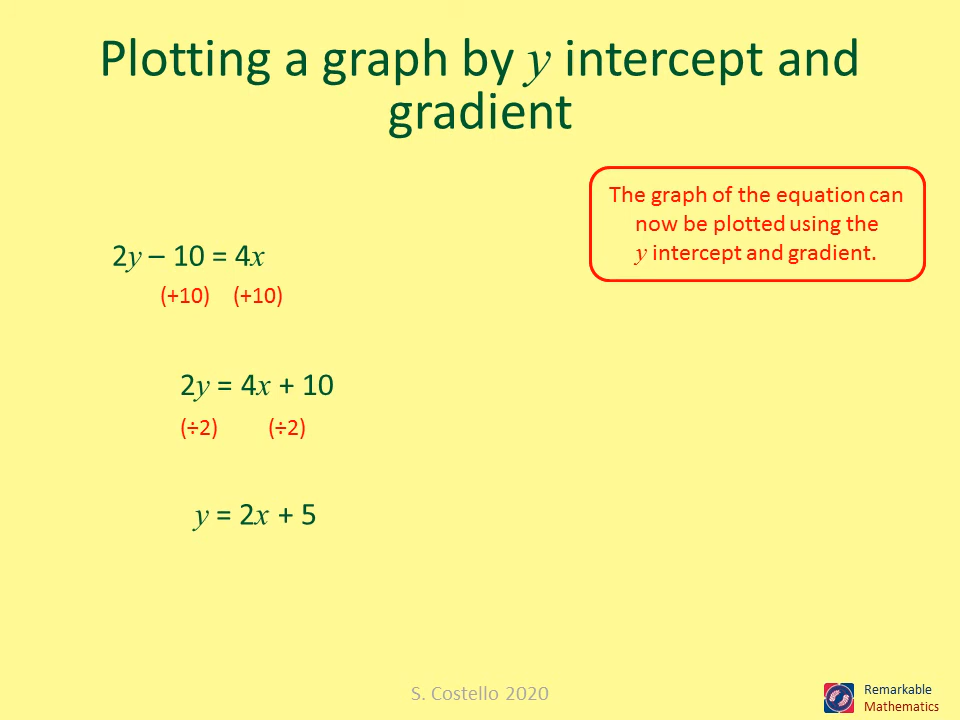 Plotting a graph by y intercept and
gradient
The graph of the equation can
now be plotted using the
y intercept and gradient.
2y – 10 = 4x
(+10) (+10)
2y = 4x + 10
(÷2) (÷2)
y = 2x + 5
S. Costello 2020
Remarkable
Mathematics